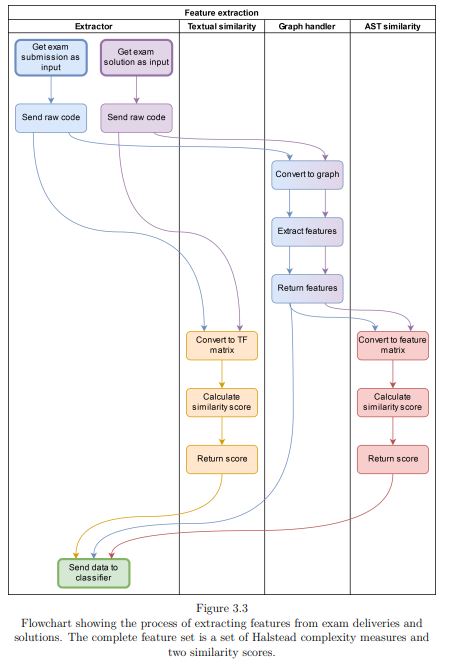 Feature extraction
Extractor
Textual similarity
Graph handler
AST similarity
Get exam
submission as
input
Get exam
solution as input
Send raw code
Send raw code
Convert to graph
Extract features
Return features
Convert to TF
matrix
Convert to feature
matrix
Calculate
similarity score
Calculate
similarity score
Return score
Return score
Send data to
classifier
Figure 3.3
Flowchart showing the process of extracting features from exam deliveries and
solutions. The complete feature set is a set of Halstead complexity measures and
two similarity scores.